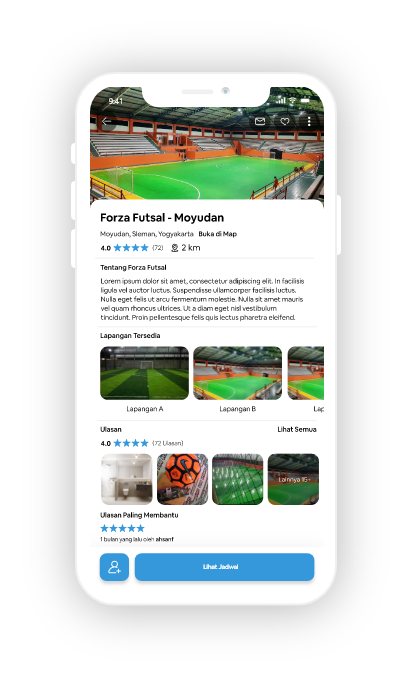 9:41
Forza Futsal - Moyudan
Moyudan, Sleman, Yogyakarta Buka di Map
4.0 (72) 2 km
Tentang Forza Futsal
Lorem ipsum dolor sit amet, consectetur adipiscing elit. In facilisis
ligula vel auctor luctus. Suspendisse ullamcorper facilisis luctus.
Nulla eget felis ut arcu fermentum molestie. Nulla sit amet mauris
vel quam rhoncus ultrices. Ut a diam eget nisl vestibulum
tincidunt. Proin pellentesque felis quis lectus pharetra eleifend.
Lapangan Tersedia
Lapangan A Lapangan B Lap
Ulasan Lihat Semua
4.0 (72 Ulasan)
Lainnya 15+
Ulasan Paling Membantu
1 bulan yang lalu oleh ahsanf
Lihat Jadwal